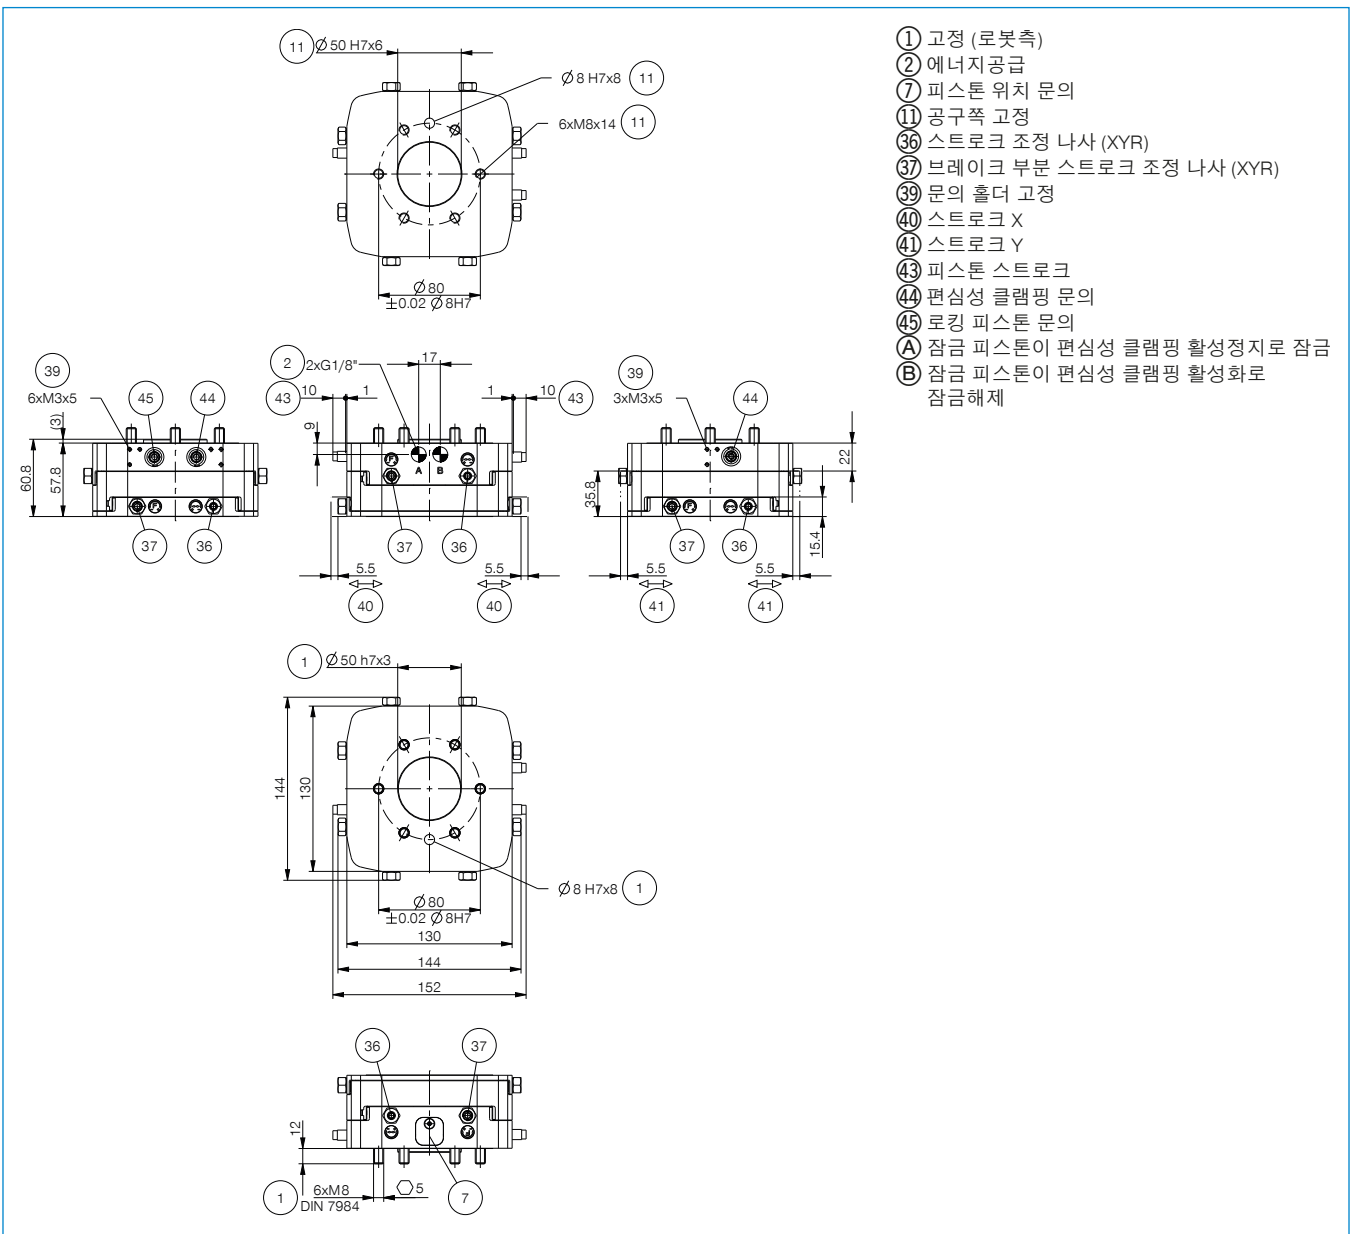 ① 고정 (로봇측)
② 에너지공급
⑦ 피스톤 위치 문의
⑪ 공구쪽 고정
㊱ 스트로크 조정 나사 (XYR)
㊲ 브레이크 부분 스트로크 조정 나사 (XYR)
㊴ 문의 홀더 고정
㊵ 스트로크 X
㊶ 스트로크 Y
㊸ 피스톤 스트로크
㊹ 편심성 클램핑 문의
㊺ 로킹 피스톤 문의
Ⓐ 잠금 피스톤이 편심성 클램핑 활성정지로 잠금
Ⓑ 잠금 피스톤이 편심성 클램핑 활성화로
잠금해제
11 Ø 50 H7x6
Ø 8 H7x8 11
6xM8x14 11
Ø 80
±0.02 Ø 8H7
39
6xM3x5
45
44
(3)
60.8
57.8
37
36
2 2xG1/8"
17
43 10 1
1 10 43
9
A B
37
36
5.5
5.5
40
40
39
3xM3x5
44
22
35.8
15.4
37
36
5.5
5.5
41
41
1 Ø 50 h7x3
144
130
Ø 8 H7x8 1
Ø 80
±0.02 Ø 8H7
130
144
152
36
37
12
1 6xM8
DIN 7984
5
7